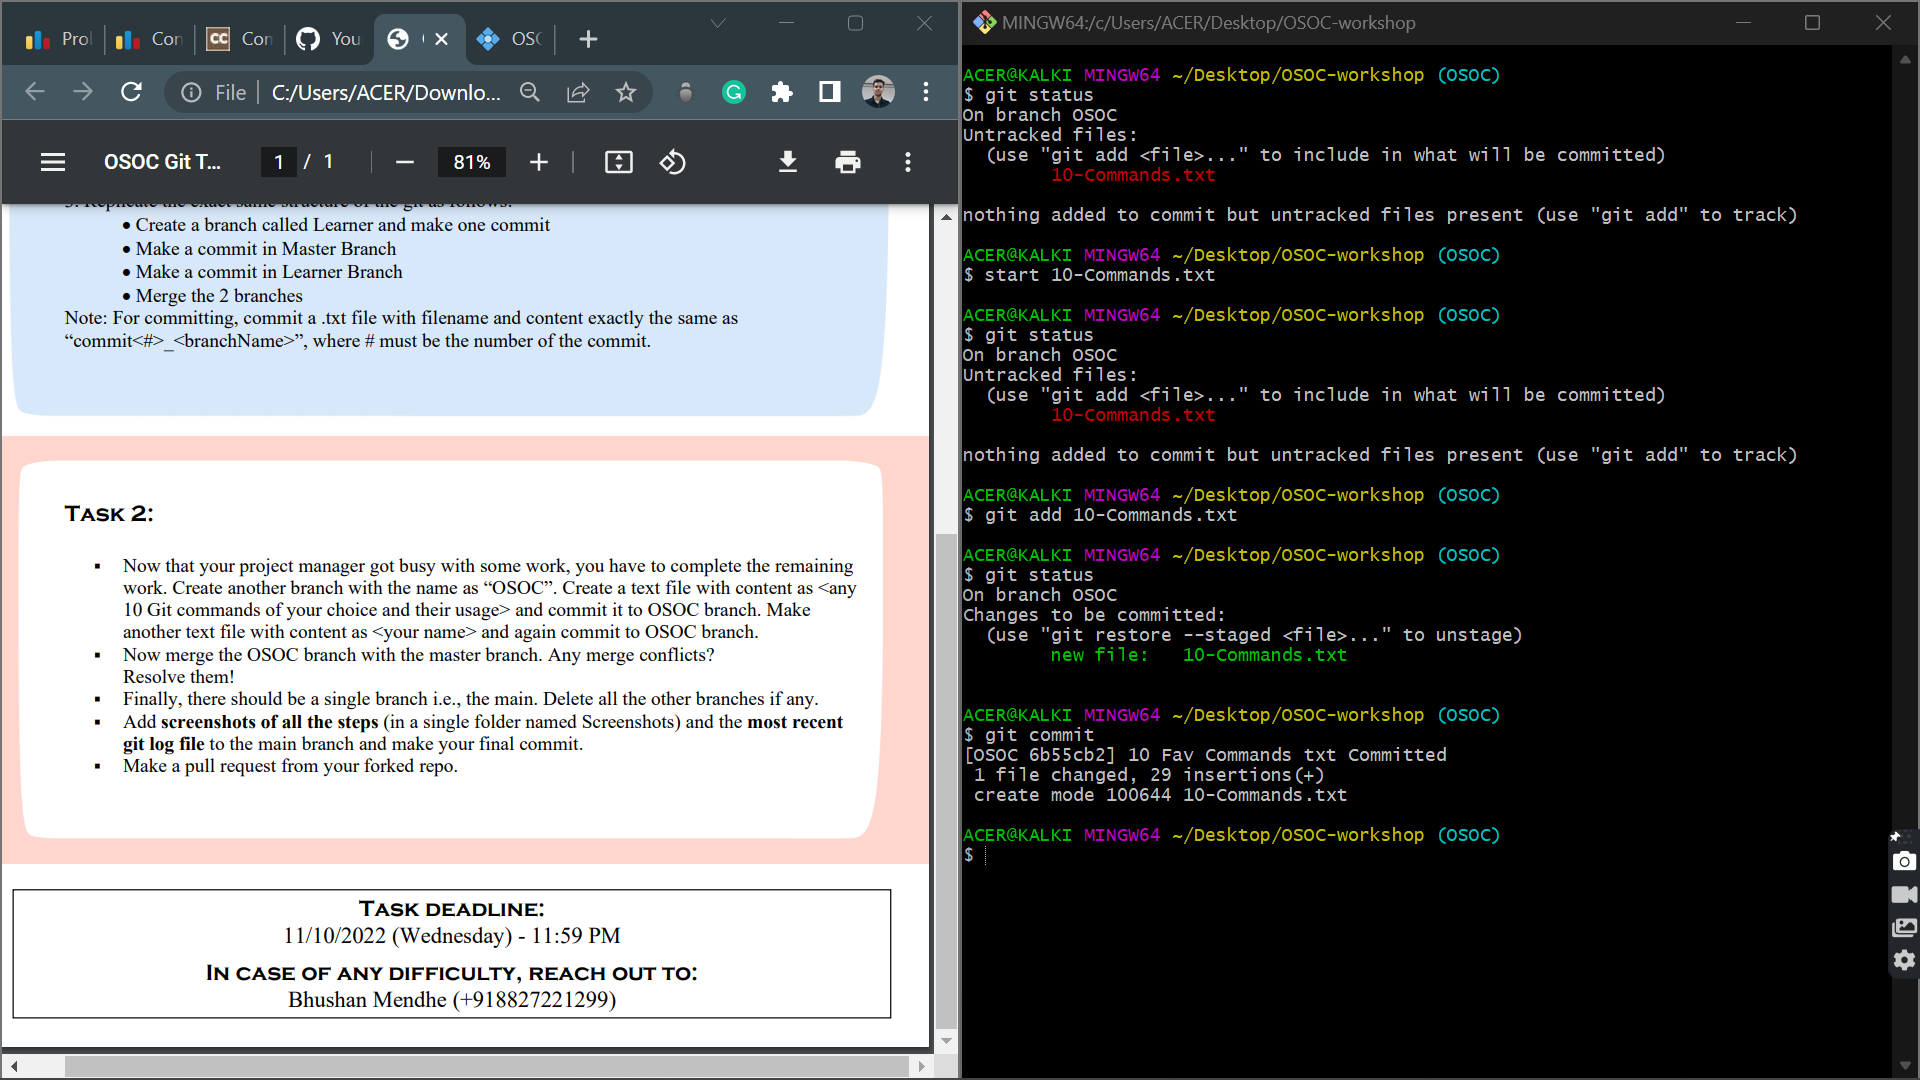 Pro
Con
CC
Con
You
OSC
File
C:/Users/ACER/Downlo...
OSOC Git T...
1 / 1
81%
3. Replicate the exact same structure of the git as follows:
• Create a branch called Learner and make one commit
• Make a commit in Master Branch
• Make a commit in Learner Branch
• Merge the 2 branches
Note: For committing, commit a .txt file with filename and content exactly the same as
“commit<#>_<branchName>”, where # must be the number of the commit.
TASK 2:
▪ Now that your project manager got busy with some work, you have to complete the remaining
work. Create another branch with the name as “OSOC”. Create a text file with content as <any
10 Git commands of your choice and their usage> and commit it to OSOC branch. Make
another text file with content as <your name> and again commit to OSOC branch.
▪ Now merge the OSOC branch with the master branch. Any merge conflicts?
Resolve them!
▪ Finally, there should be a single branch i.e., the main. Delete all the other branches if any.
▪ Add screenshots of all the steps (in a single folder named Screenshots) and the most recent
git log file to the main branch and make your final commit.
▪ Make a pull request from your forked repo.
TASK DEADLINE:
11/10/2022 (Wednesday) - 11:59 PM
IN CASE OF ANY DIFFICULTY, REACH OUT TO:
Bhushan Mendhe (+918827221299)
MINGW64:/c/Users/ACER/Desktop/OSOC-workshop
ACER@KALKI MINGW64 ~/Desktop/OSOC-workshop (OSOC)
$ git status
On branch OSOC
Untracked files:
(use "git add <file>..." to include in what will be committed)
10-Commands.txt
nothing added to commit but untracked files present (use "git add" to track)
ACER@KALKI MINGW64 ~/Desktop/OSOC-workshop (OSOC)
$ start 10-Commands.txt
ACER@KALKI MINGW64 ~/Desktop/OSOC-workshop (OSOC)
$ git status
On branch OSOC
Untracked files:
(use "git add <file>..." to include in what will be committed)
10-Commands.txt
nothing added to commit but untracked files present (use "git add" to track)
ACER@KALKI MINGW64 ~/Desktop/OSOC-workshop (OSOC)
$ git add 10-Commands.txt
ACER@KALKI MINGW64 ~/Desktop/OSOC-workshop (OSOC)
$ git status
On branch OSOC
Changes to be committed:
(use "git restore --staged <file>..." to unstage)
new file: 10-Commands.txt
ACER@KALKI MINGW64 ~/Desktop/OSOC-workshop (OSOC)
$ git commit
[OSOC 6b55cb2] 10 Fav Commands txt Committed
1 file changed, 29 insertions(+)
create mode 100644 10-Commands.txt
ACER@KALKI MINGW64 ~/Desktop/OSOC-workshop (OSOC)
$